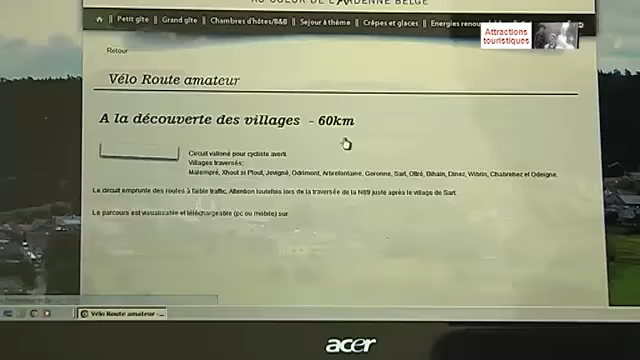 AU COEUR DE L'ARDENNE BELGE
Petit gîte || Grand gîte || Chambres d'hôtes/B&B || Sejour à thème || Crêpes et glaces || Energies
Attractions
touristiques
Retour
Vélo Route amateur
A la découverte des villages - 60km
Circuit valloné pour cycliste averti.
Villages traversés:
Malempré, Xhout si Plout, Jevigné, Odrimont, Arbrefontaine, Goronne, Sart, Ottré, Bihain, Dinez, Wibrin, Chabrehez et Odeigne.
Le circuit emprunte des routes à faible traffic. Attention toutefois lors de la traversée de la N89 juste après le village de Sart.
Le parcours est visualisable et téléchargeable (pc ou mobile) sur
Vélo Route amateur -...
acer